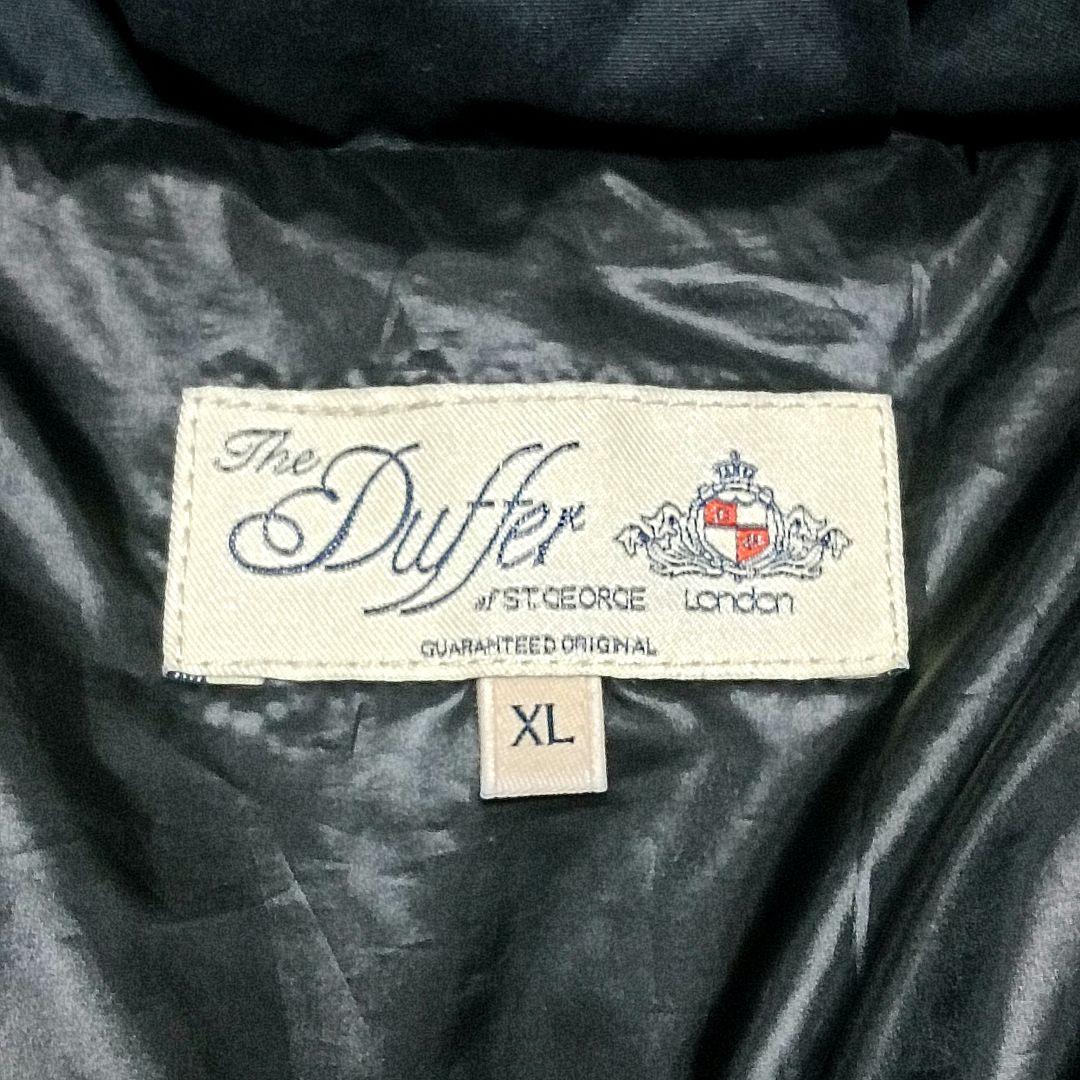 The Duffer
of ST.GEORGE London
GUARANTEED ORIGINAL
XL